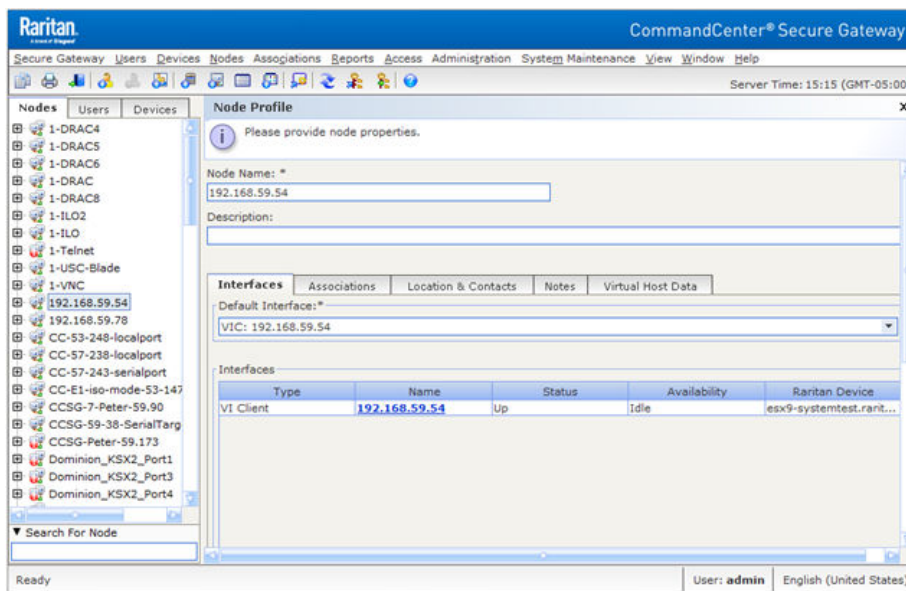 Raritan.
CommandCenter® Secure Gateway
Secure Gateway Users Devices Nodes Associations Reports Access Administration System Maintenance View Window Help
Server Time: 15:15 (GMT-05:00
Nodes Users Devices
1-DRAC4
1-DRAC5
1-DRAC6
1-DRAC
1-DRAC8
1-ILO2
1-ILO
1-Telnet
1-USC-Blade
1-VNC
192.168.59.54
192.168.59.78
CC-53-248-localport
CC-57-238-localport
CC-57-243-serialport
CC-E1-iso-mode-53-147
CCSG-7-Peter-59.90
CCSG-59-38-SerialTarg
CCSG-Peter-59.173
Dominion_KSX2_Port1
Dominion_KSX2_Port3
Dominion_KSX2_Port4
Search For Node
Node Profile X
Please provide node properties.
Node Name: *
192.168.59.54
Description:
Interfaces Associations Location & Contacts Notes Virtual Host Data
Default Interface:*
VIC: 192.168.59.54
Interfaces
Type Name Status Availability Raritan Device
VI Client 192.168.59.54 Up Idle esx9-systemtest.rarit...
Ready User: admin English (United States)